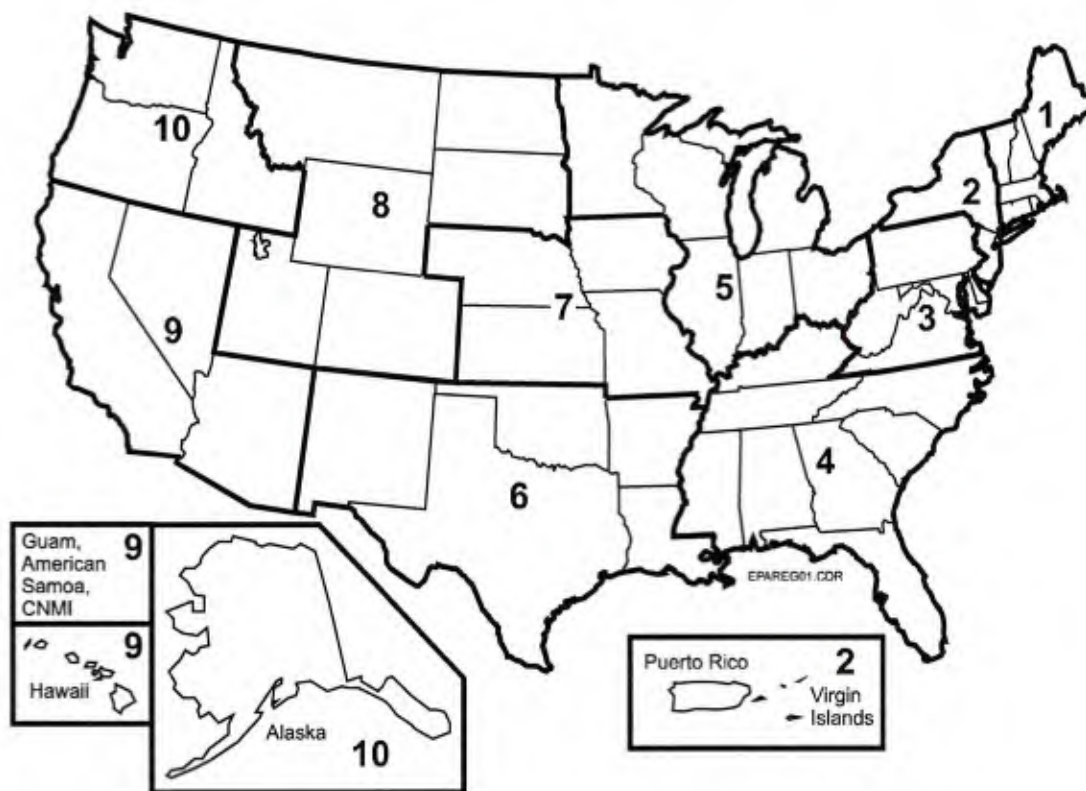 1
10
2
8
5
7
3
9
4
6
Guam, 9
American
Samoa,
CNMI
EPAREG01.CDR
9
Hawaii
Puerto Rico 2
Virgin
Islands
Alaska
10